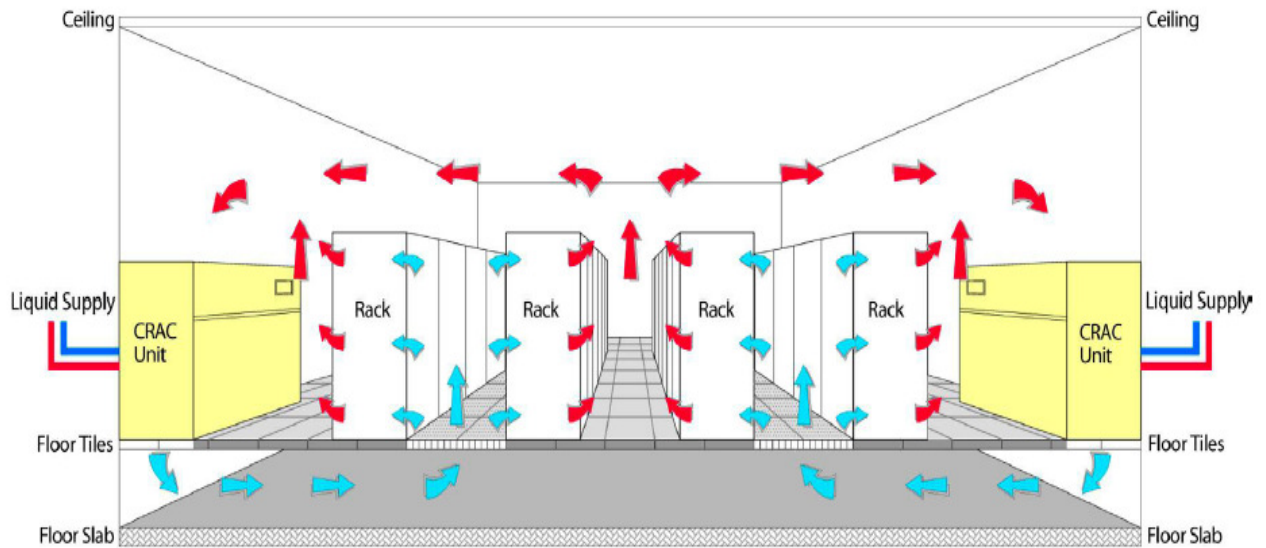 Ceiling
Ceiling
Liquid Supply
Liquid Supply
CRAC
Unit
Rack
Rack
Rack
Rack
CRAC
Unit
Floor Tiles
Floor Tiles
Floor Slab
Floor Slab